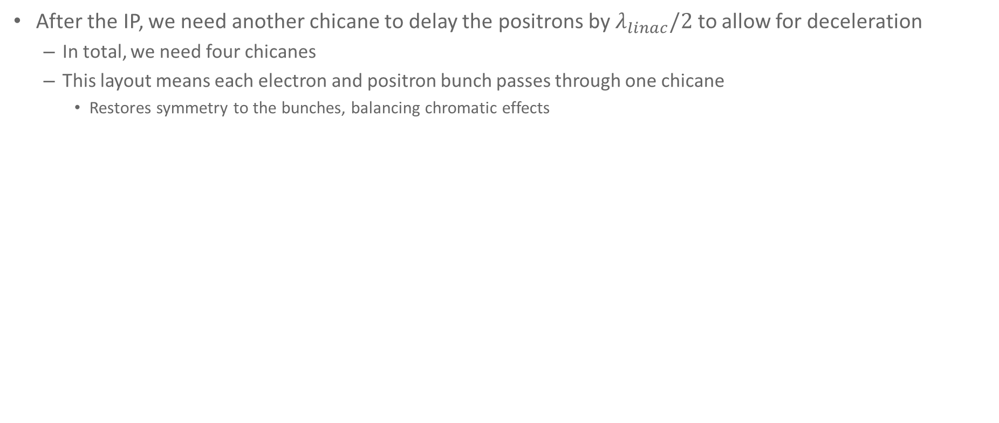 • After the IP, we need another chicane to delay the positrons by λ_linac/2 to allow for deceleration
– In total, we need four chicanes
– This layout means each electron and positron bunch passes through one chicane
• Restores symmetry to the bunches, balancing chromatic effects